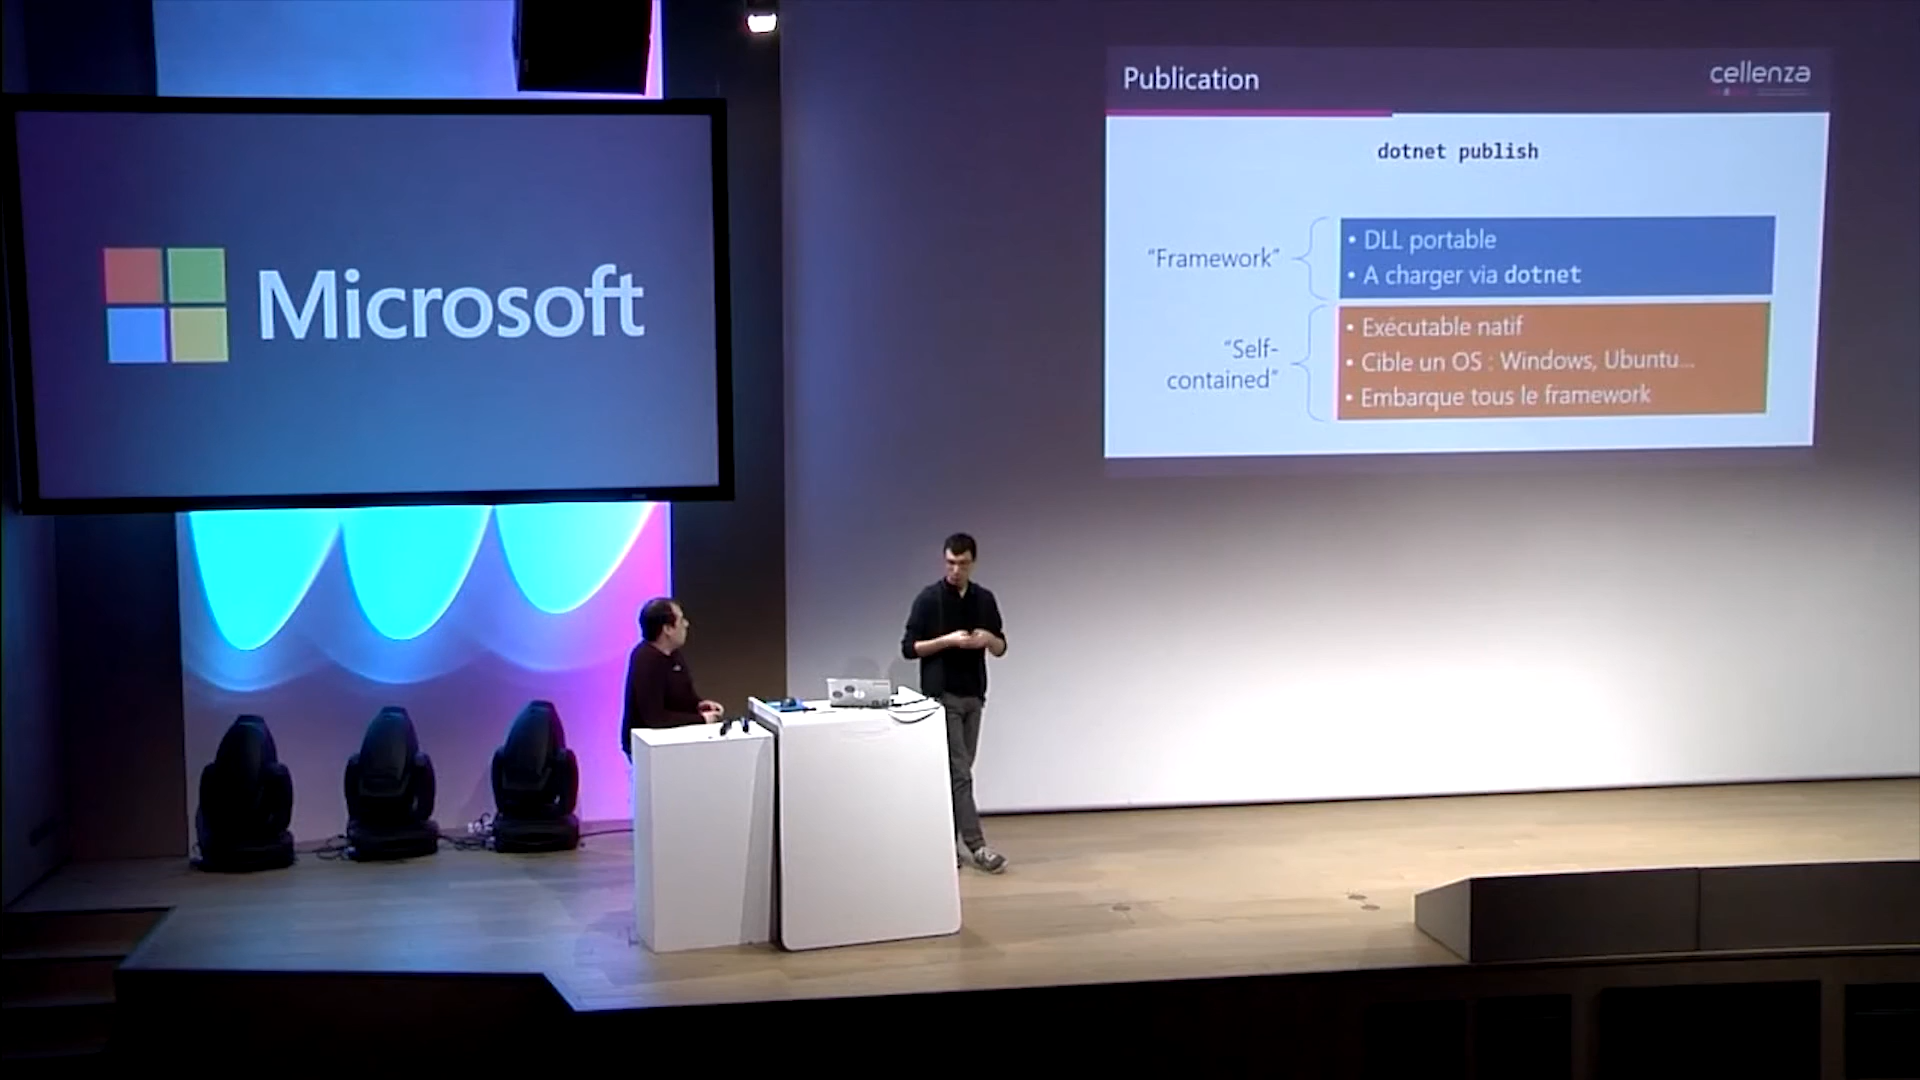 Microsoft
Publication
cellenza
dotnet publish
“Framework”
• DLL portable
• A charger via dotnet
“Self-
contained”
• Exécutable natif
• Cible un OS : Windows, Ubuntu...
• Embarque tous le framework